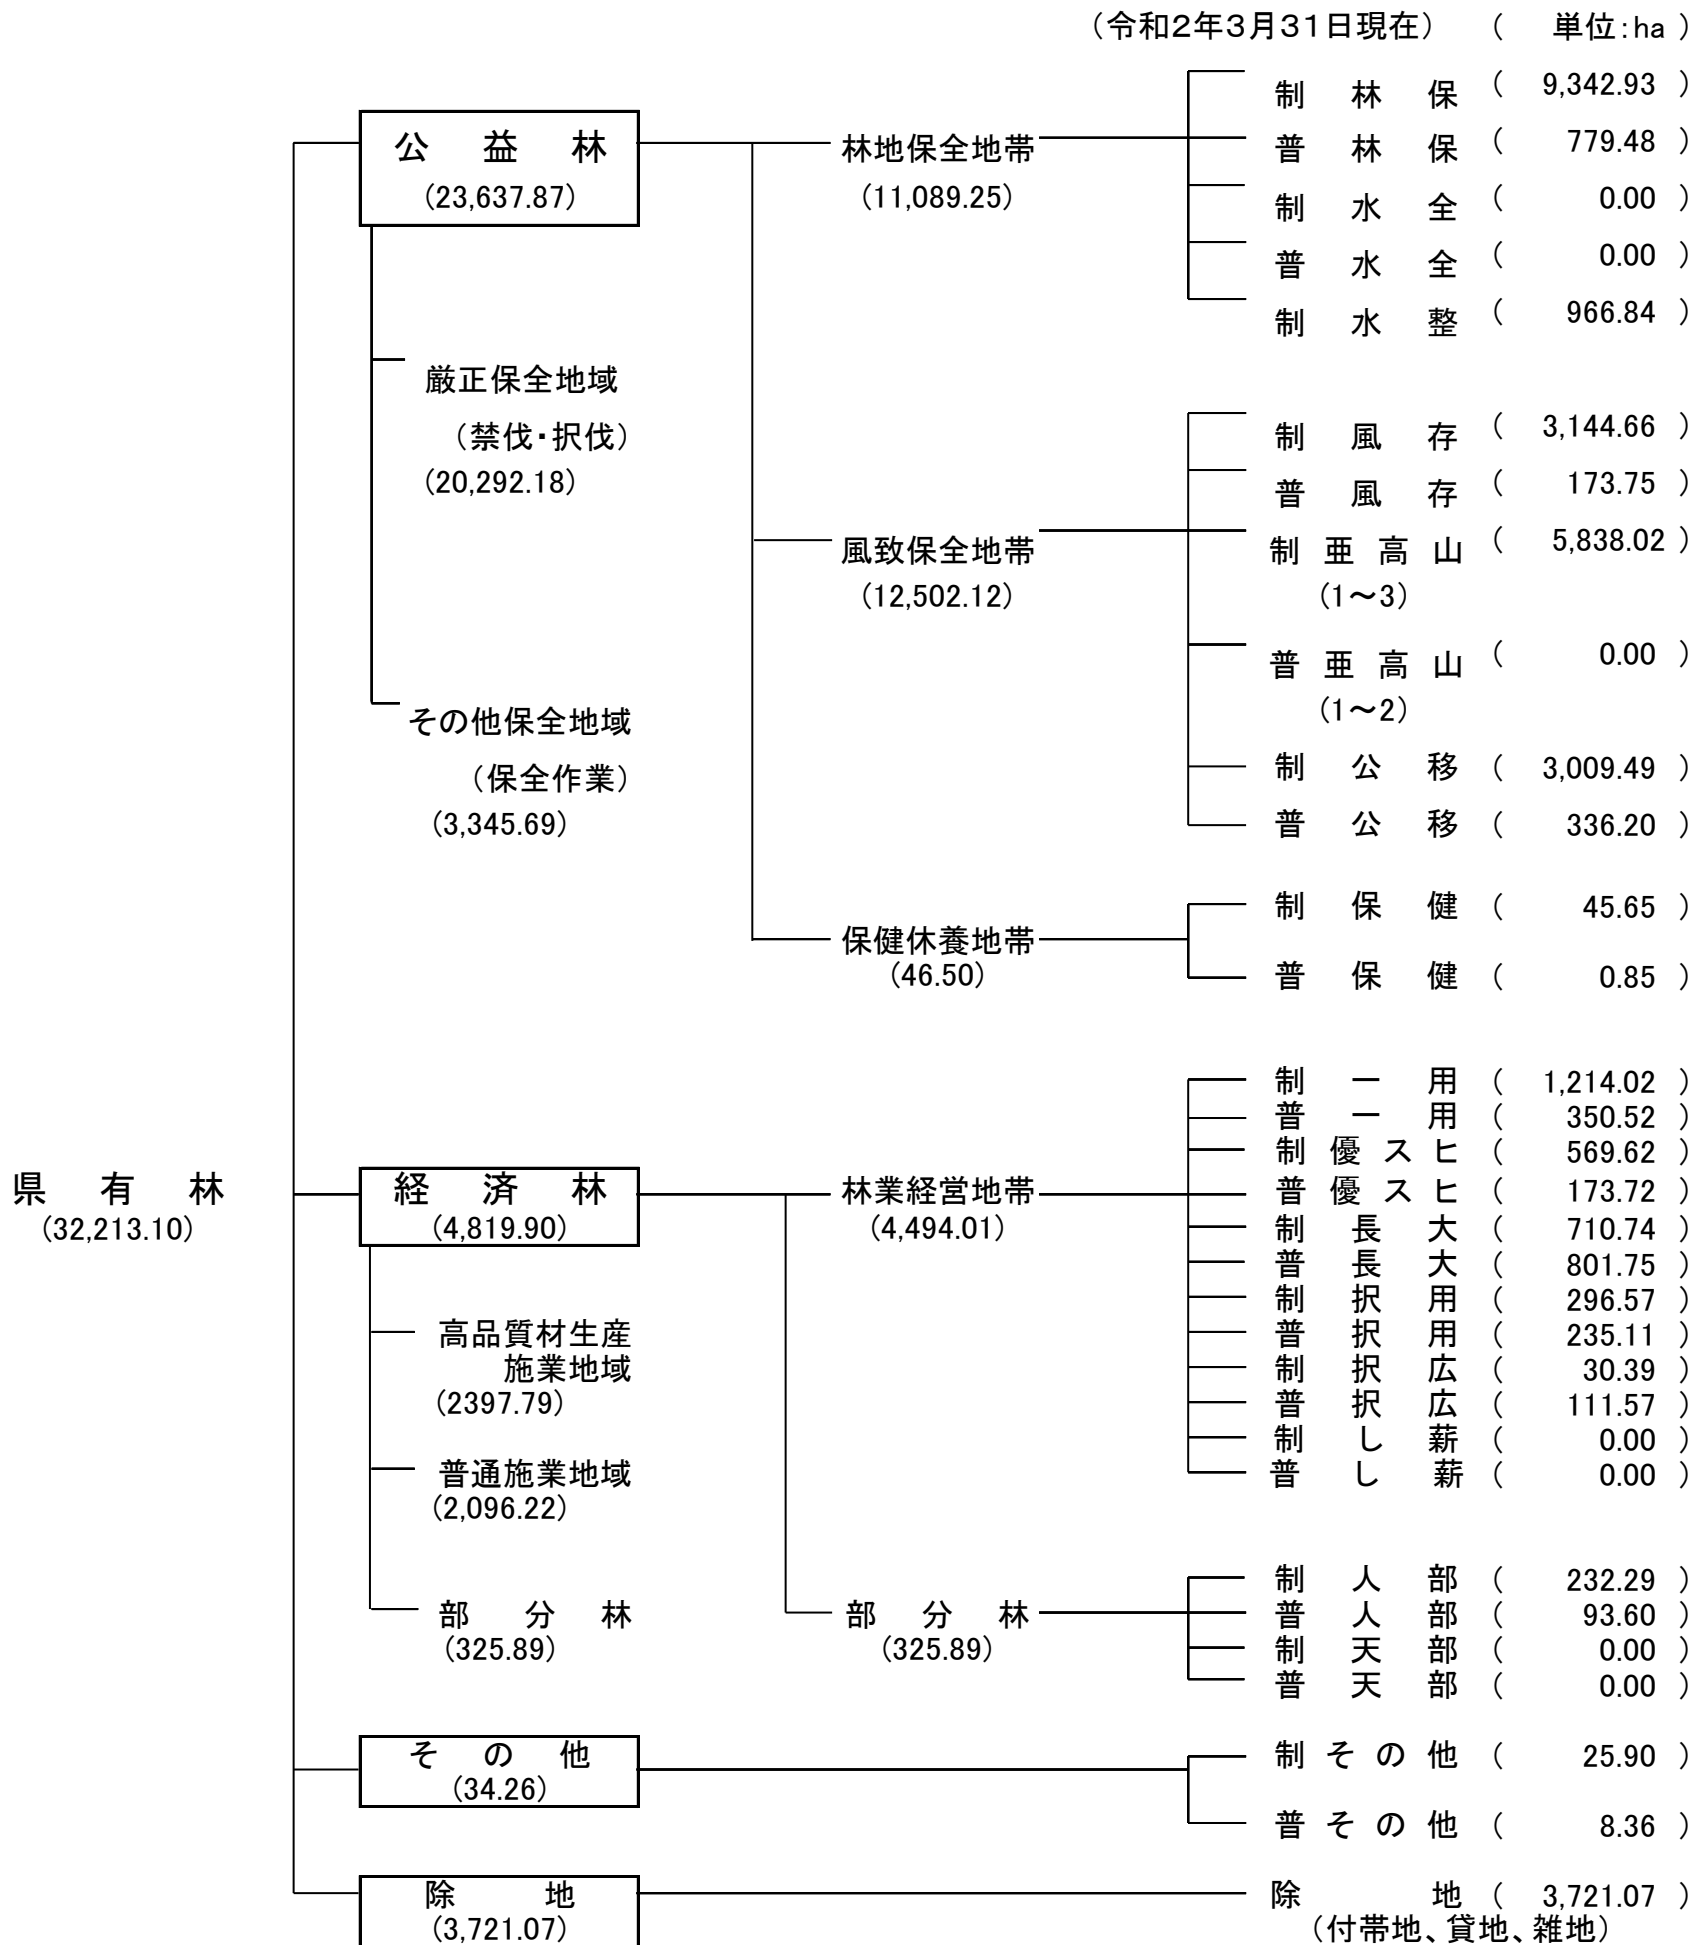 （令和2年3月31日現在）　（　単位：ha ）
制　林　保　（　9,342.93　）
公　益　林
(23,637.87)
林地保全地帯
(11,089.25)
普　林　保　（　779.48　）
制　水　全　（　0.00　）
普　水　全　（　0.00　）
制　水　整　（　966.84　）
厳正保全地域
（禁伐・択伐）
(20,292.18)
制　風　存　（　3,144.66　）
普　風　存　（　173.75　）
風致保全地帯
(12,502.12)
制　亜　高　山　（　5,838.02　）
(1～3)
普　亜　高　山　（　0.00　）
(1～2)
その他保全地域
（保全作業）
(3,345.69)
制　公　移　（　3,009.49　）
普　公　移　（　336.20　）
保健休養地帯
(46.50)
制　保　健　（　45.65　）
普　保　健　（　0.85　）
県　有　林
(32,213.10)
経　済　林
(4,819.90)
林業経営地帯
(4,494.01)
制　一　用　（　1,214.02　）
普　一　用　（　350.52　）
制　優　ス　ヒ　（　569.62　）
普　優　ス　ヒ　（　173.72　）
制　長　大　（　710.74　）
普　長　大　（　801.75　）
制　択　用　（　296.57　）
普　択　用　（　235.11　）
制　択　広　（　30.39　）
普　択　広　（　111.57　）
制　し　薪　（　0.00　）
普　し　薪　（　0.00　）
高品質材生産
施業地域
(2397.79)
普通施業地域
(2,096.22)
部　分　林
(325.89)
部　分　林
(325.89)
制　人　部　（　232.29　）
普　人　部　（　93.60　）
制　天　部　（　0.00　）
普　天　部　（　0.00　）
そ　の　他
(34.26)
制　そ　の　他　（　25.90　）
普　そ　の　他　（　8.36　）
除　地
(3,721.07)
除　地　（　3,721.07　）
（付帯地、貸地、雑地）